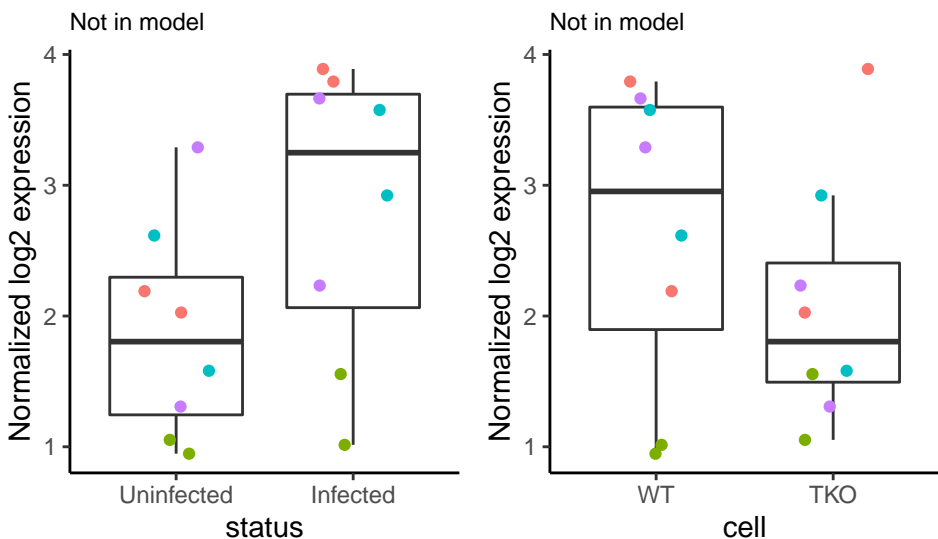 Not in model
Normalized log2 expression
4
3
2
1
Uninfected
Infected
status
Not in model
Normalized log2 expression
4
3
2
1
WT
TKO
cell